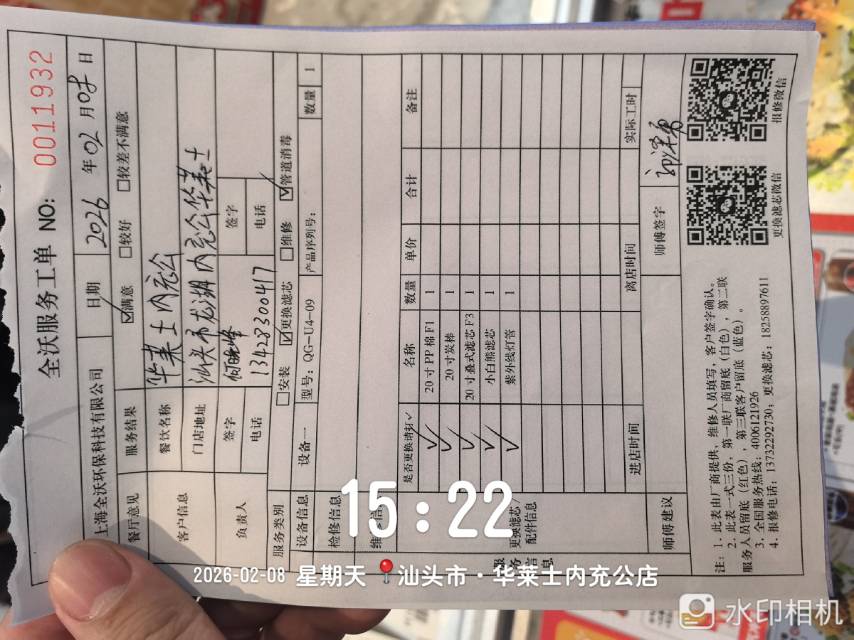 全沃服务工单 NO: 0011932
上海全沃环保科技有限公司 日期 2026 年 02 月 08 日
餐厅意见 服务结果 ☑满意 □较好 □较差不满意
客户信息 餐饮名称 华莱士内充公
门店地址 汕头市龙湖内充公华莱士
负责人 签字 何晓峰 签字
电话 13423300417 电话
服务类别 □安装 ☑更换滤芯 □维修 ☑管道消毒
设备信息 设备一 型号: QG-U4-09 产品序列号: 数量 1
检修信息
维
更换滤芯/配件信息
是否更换请打√ 名称 数量 单价 合计 备注
√ 20寸PP棉F1 1
√ 20寸炭棒 1
√ 20寸叠式滤芯F3 1
√ 小白熊滤芯 1
√ 紫外线灯管 1
进店时间 离店时间 实际工时
师傅建议 师傅签字
注: 1. 此表由厂商提供, 维修人员填写, 客户签字确认。
2. 此表一式三份, 第一联厂商留底(白色), 第二联
服务人员留底(红色), 第三联客户留底(蓝色)。
3. 全国服务热线: 4006121926
4. 报修电话: 13732292730; 更换滤芯: 18258897611
更换滤芯微信 报修微信
15:22
2026-02-08 星期天 汕头市·华莱士内充公店
水印相机